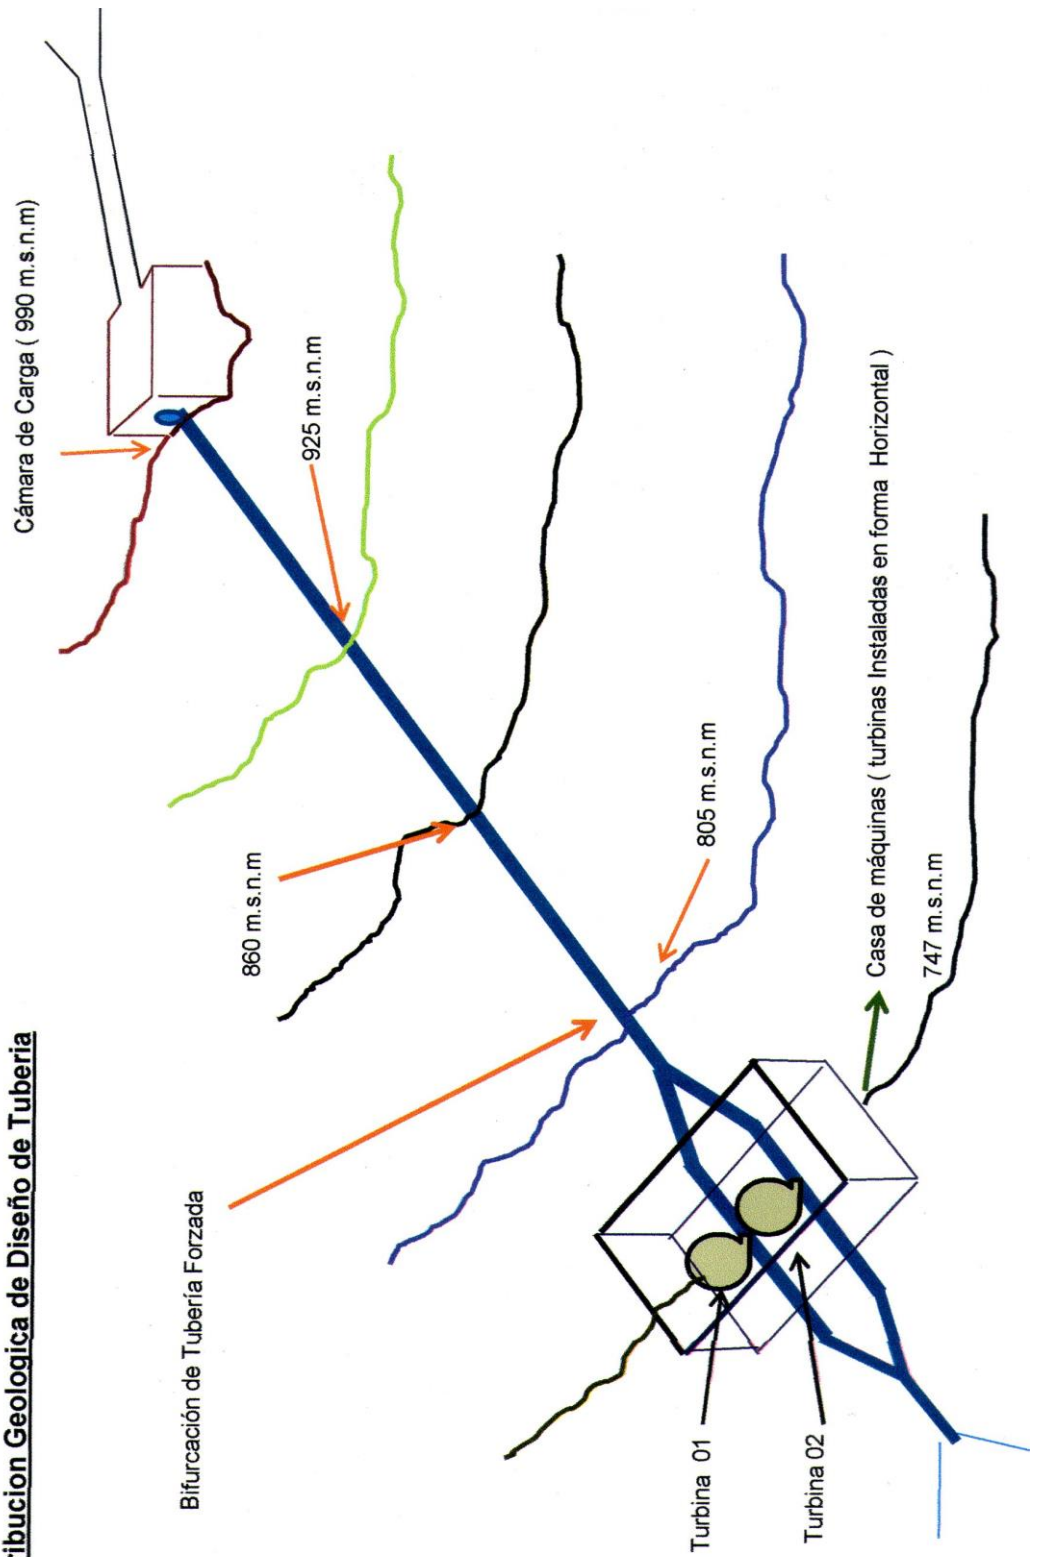 ribucion Geologica de Diseño de Tuberia
Cámara de Carga ( 990 m.s.n.m)
925 m.s.n.m
860 m.s.n.m
Bifurcación de Tubería Forzada
805 m.s.n.m
Casa de máquinas ( turbinas Instaladas en forma Horizontal )
747 m.s.n.m
Turbina 01
Turbina 02